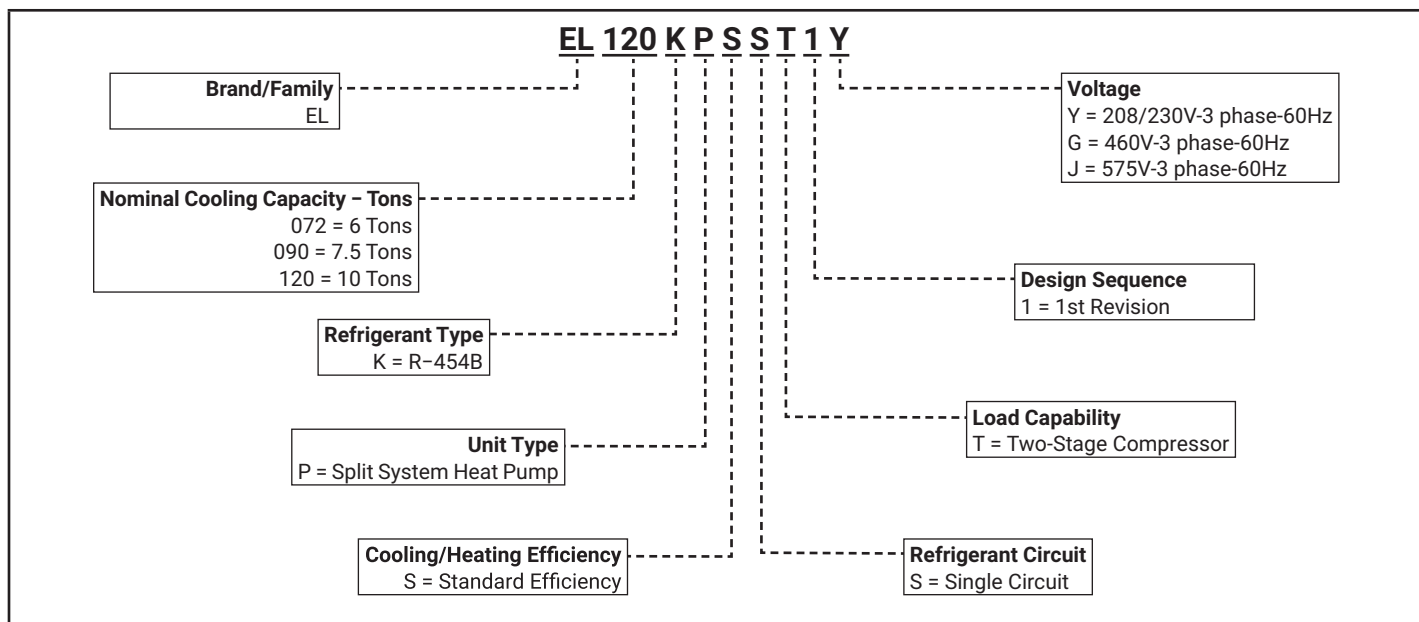 EL 120 K P S S T 1 Y
Brand/Family
EL
Voltage
Y = 208/230V-3 phase-60Hz
G = 460V-3 phase-60Hz
J = 575V-3 phase-60Hz
Nominal Cooling Capacity – Tons
072 = 6 Tons
090 = 7.5 Tons
120 = 10 Tons
Design Sequence
1 = 1st Revision
Refrigerant Type
K = R–454B
Load Capability
T = Two-Stage Compressor
Unit Type
P = Split System Heat Pump
Cooling/Heating Efficiency
S = Standard Efficiency
Refrigerant Circuit
S = Single Circuit